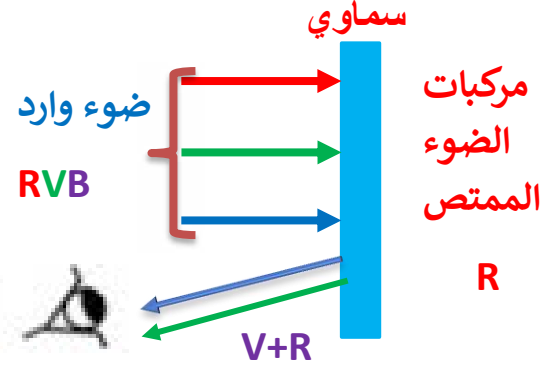 سماوي
ضوء وارد
RVB
مركبات
الضوء
الممتص
R
V+R